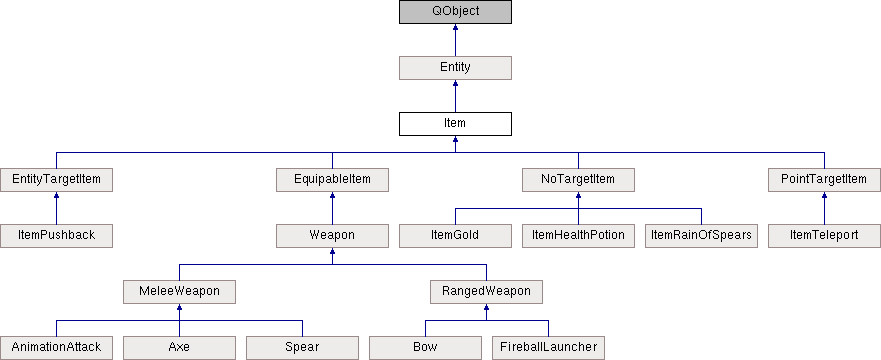 QObject
Entity
Item
EntityTargetItem
EquipableItem
NoTargetItem
PointTargetItem
ItemPushback
Weapon
ItemGold
ItemHealthPotion
ItemRainOfSpears
ItemTeleport
MeleeWeapon
RangedWeapon
AnimationAttack
Axe
Spear
Bow
FireballLauncher